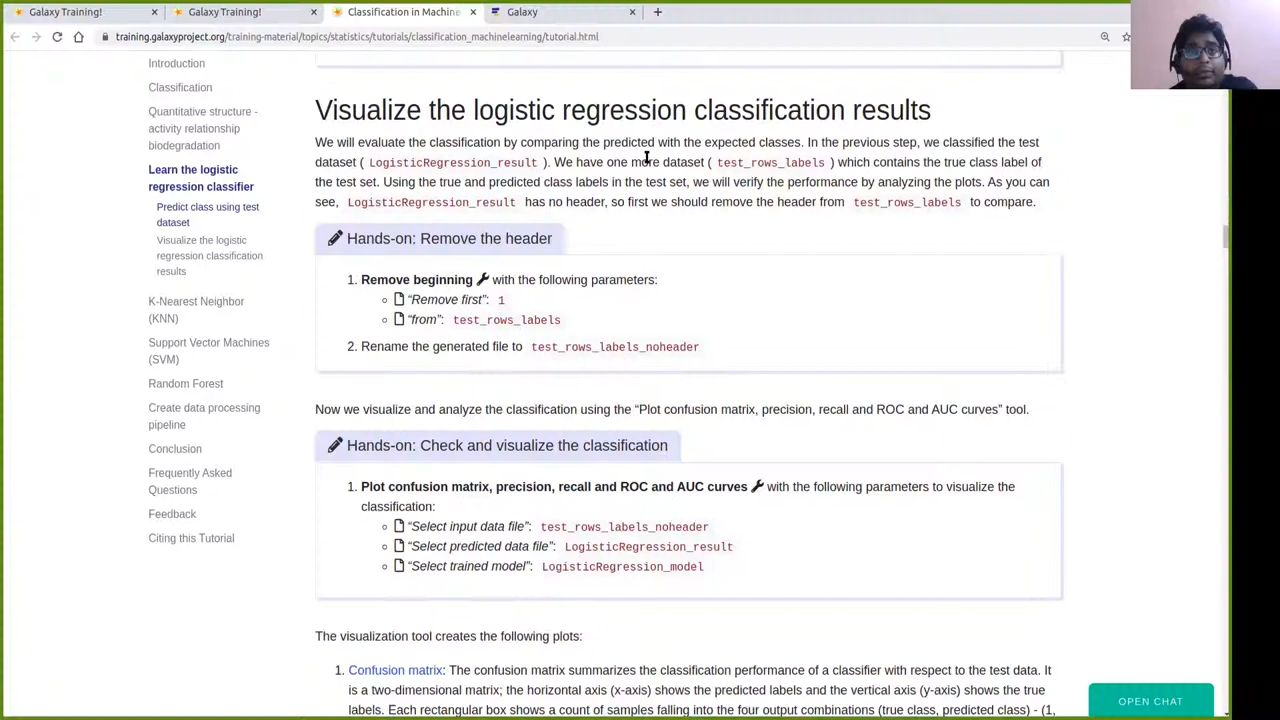 Galaxy Training!
Galaxy Training!
Classification in Machine
Galaxy
training.galaxyproject.org/training-material/topics/statistics/tutorials/classification_machinelearning/tutorial.html
Introduction
Classification
Quantitative structure -
activity relationship
biodegradation
Learn the logistic
regression classifier
Predict class using test
dataset
Visualize the logistic
regression classification
results
K-Nearest Neighbor
(KNN)
Support Vector Machines
(SVM)
Random Forest
Create data processing
pipeline
Conclusion
Frequently Asked
Questions
Feedback
Citing this Tutorial
Visualize the logistic regression classification results
We will evaluate the classification by comparing the predicted with the expected classes. In the previous step, we classified the test
dataset ( LogisticRegression_result ). We have one more dataset ( test_rows_labels ) which contains the true class label of
the test set. Using the true and predicted class labels in the test set, we will verify the performance by analyzing the plots. As you can
see, LogisticRegression_result has no header, so first we should remove the header from test_rows_labels to compare.
Hands-on: Remove the header
1. Remove beginning with the following parameters:
“Remove first”: 1
“from”: test_rows_labels
2. Rename the generated file to test_rows_labels_noheader
Now we visualize and analyze the classification using the “Plot confusion matrix, precision, recall and ROC and AUC curves” tool.
Hands-on: Check and visualize the classification
1. Plot confusion matrix, precision, recall and ROC and AUC curves with the following parameters to visualize the
classification:
“Select input data file”: test_rows_labels_noheader
“Select predicted data file”: LogisticRegression_result
“Select trained model”: LogisticRegression_model
The visualization tool creates the following plots:
1. Confusion matrix: The confusion matrix summarizes the classification performance of a classifier with respect to the test data. It
is a two-dimensional matrix; the horizontal axis (x-axis) shows the predicted labels and the vertical axis (y-axis) shows the true
labels. Each rectangular box shows a count of samples falling into the four output combinations (true class, predicted class) - (1,
OPEN CHAT